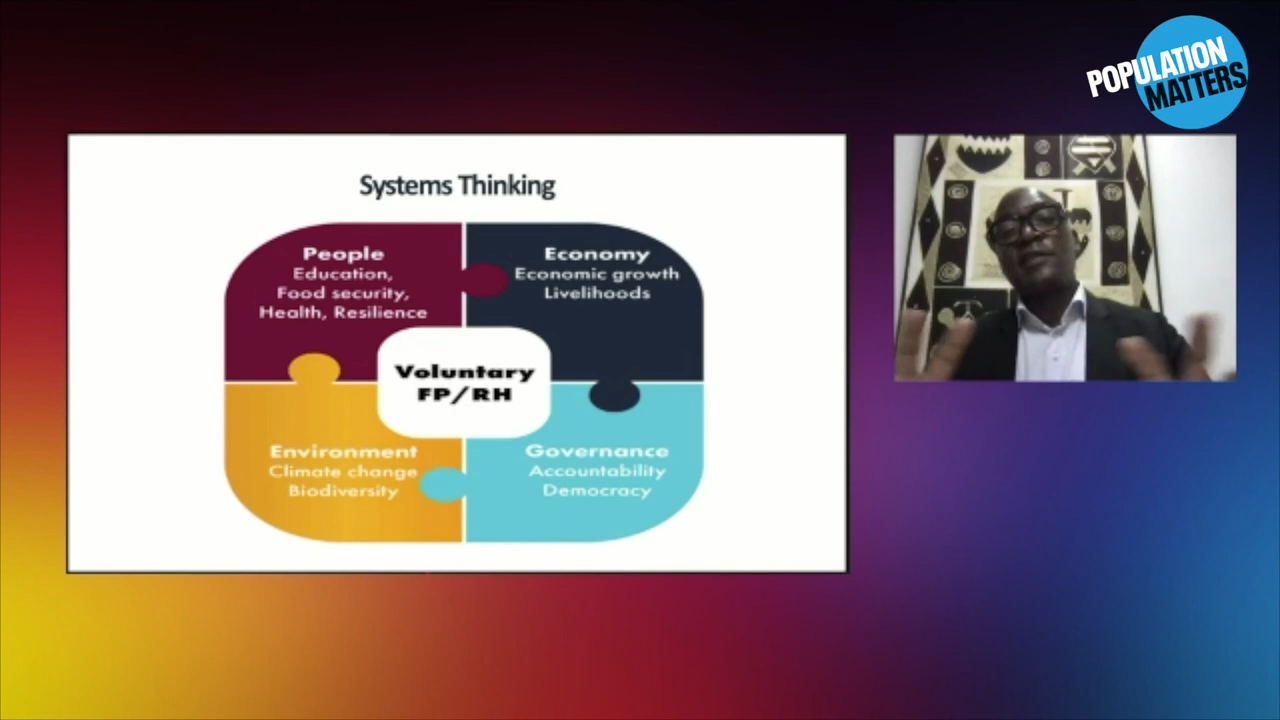 POPULATION
MATTERS
Systems Thinking
People
Education,
Food security,
Health, Resilience
Economy
Economic growth
Livelihoods
Voluntary
FP/RH
Environment
Climate change
Biodiversity
Governance
Accountability
Democracy